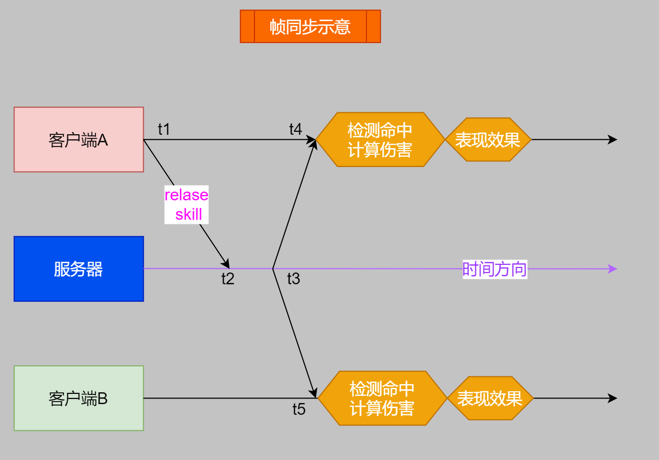 帧同步示意
客户端A
t1
t4
检测命中
计算伤害
表现效果
relase
skill
服务器
t2
t3
时间方向
客户端B
t5
检测命中
计算伤害
表现效果